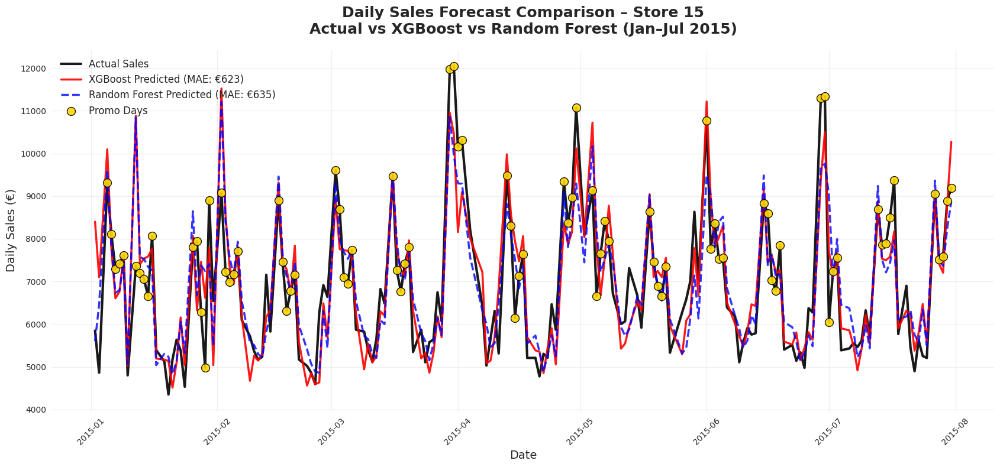 Daily Sales Forecast Comparison – Store 15
Actual vs XGBoost vs Random Forest (Jan–Jul 2015)
Actual Sales
XGBoost Predicted (MAE: €623)
Random Forest Predicted (MAE: €635)
Promo Days
Daily Sales (€)
12000
11000
10000
9000
8000
7000
6000
5000
4000
2015-01
2015-02
2015-03
2015-04
2015-05
2015-06
2015-07
2015-08
Date